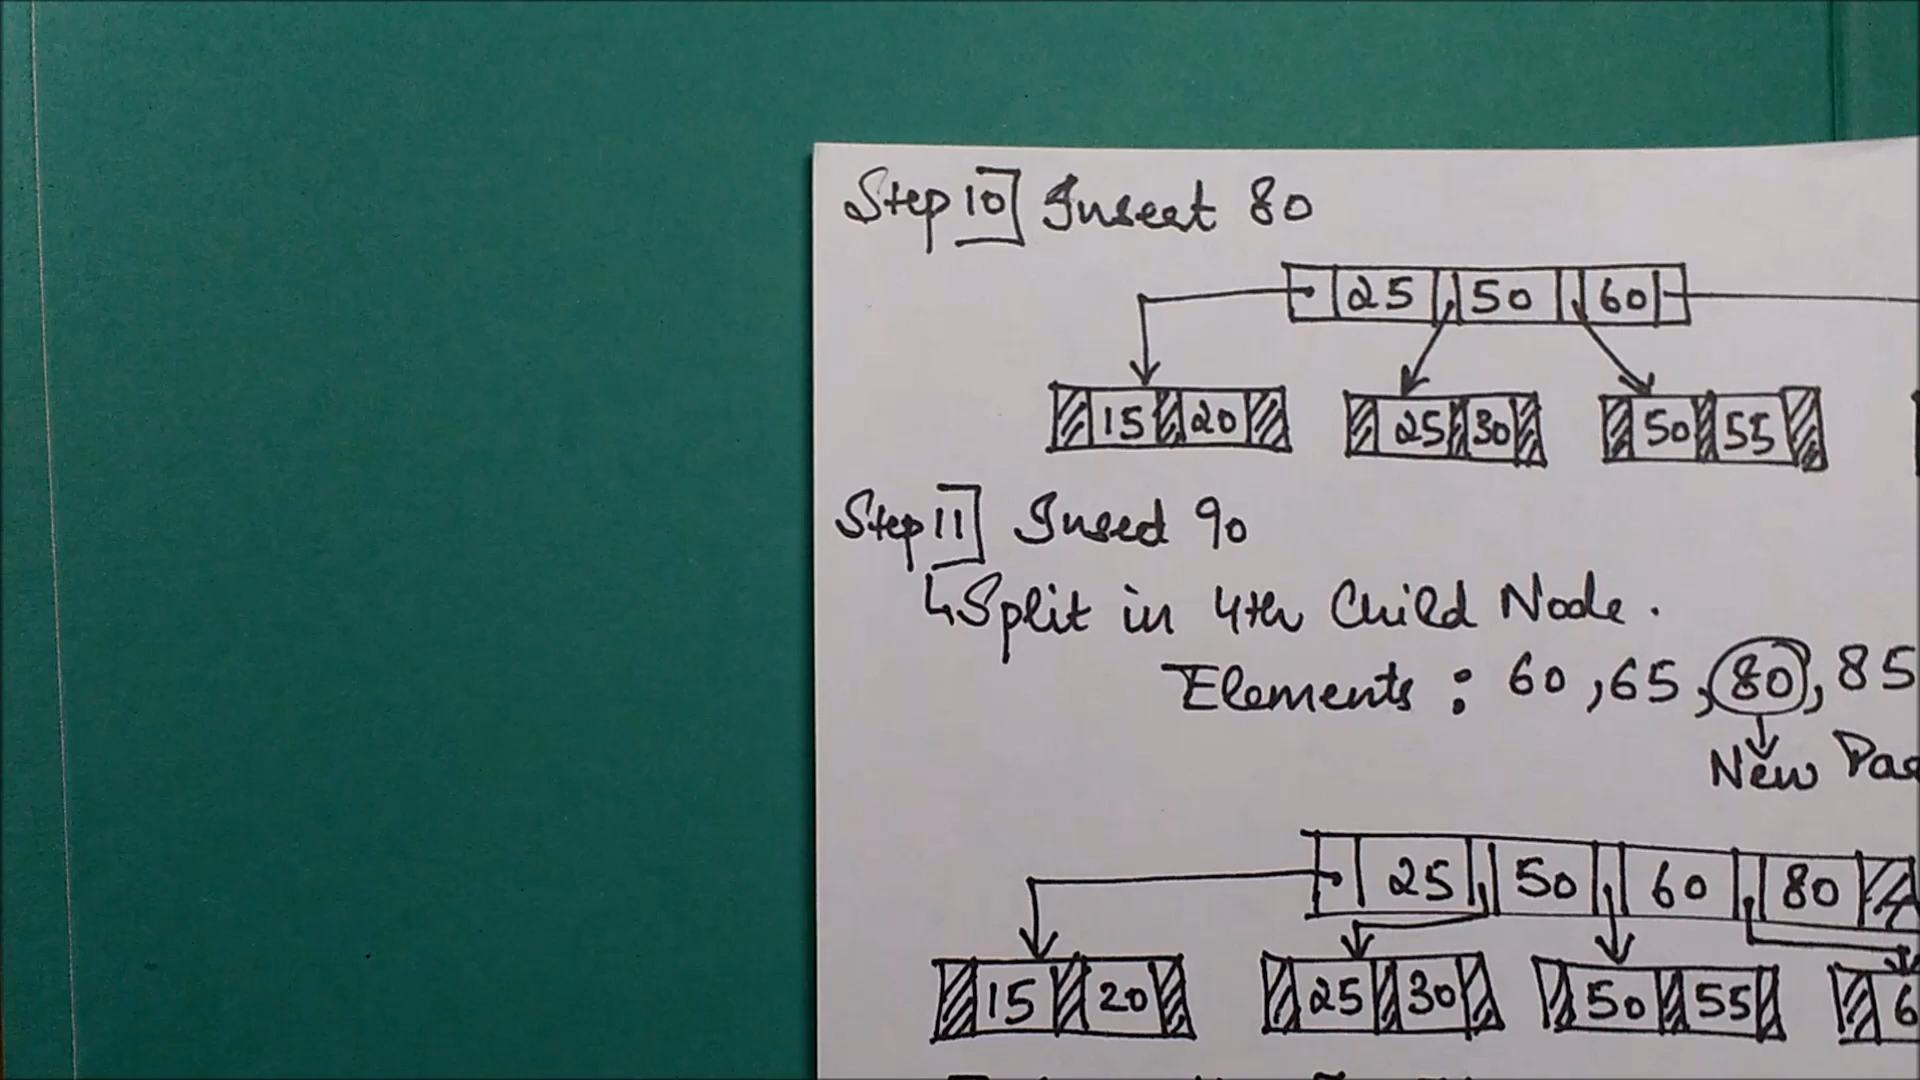 Step 10] Insert 80
25 50 60
15 20 25 30 50 55
Step 11] Insert 90
↳Split in 4th Child Node.
Elements : 60, 65, 80, 85
New
25 50 60 80
15 20 25 30 50 55 6